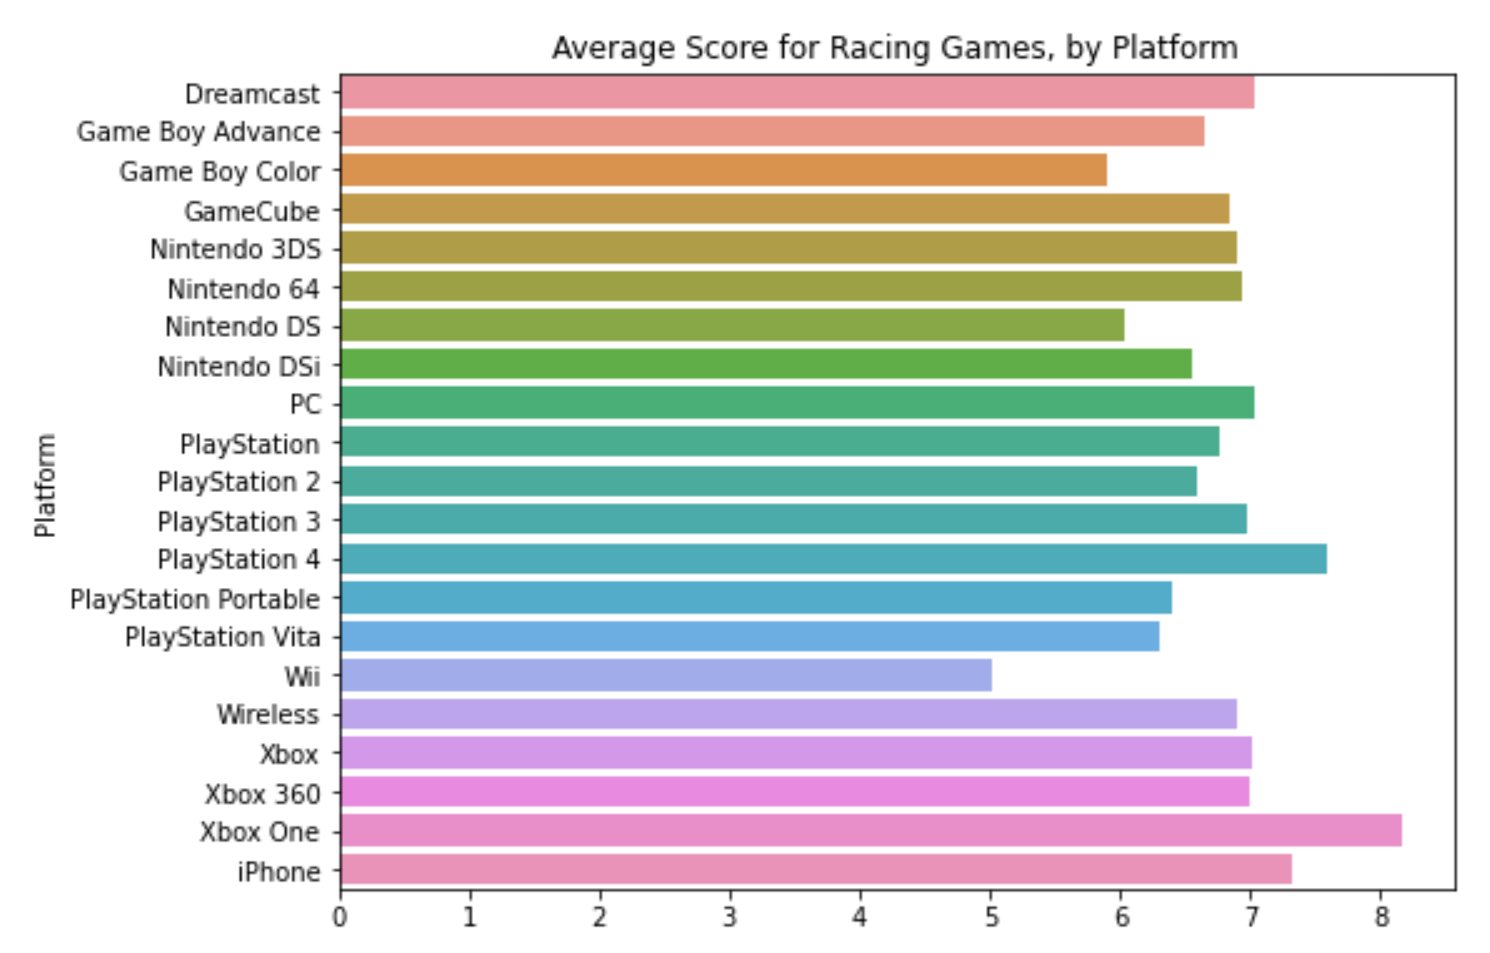 Average Score for Racing Games, by Platform
Dreamcast
Game Boy Advance
Game Boy Color
GameCube
Nintendo 3DS
Nintendo 64
Nintendo DS
Nintendo DSi
PC
PlayStation
PlayStation 2
PlayStation 3
PlayStation 4
PlayStation Portable
PlayStation Vita
Wii
Wireless
Xbox
Xbox 360
Xbox One
iPhone
Platform
0 1 2 3 4 5 6 7 8